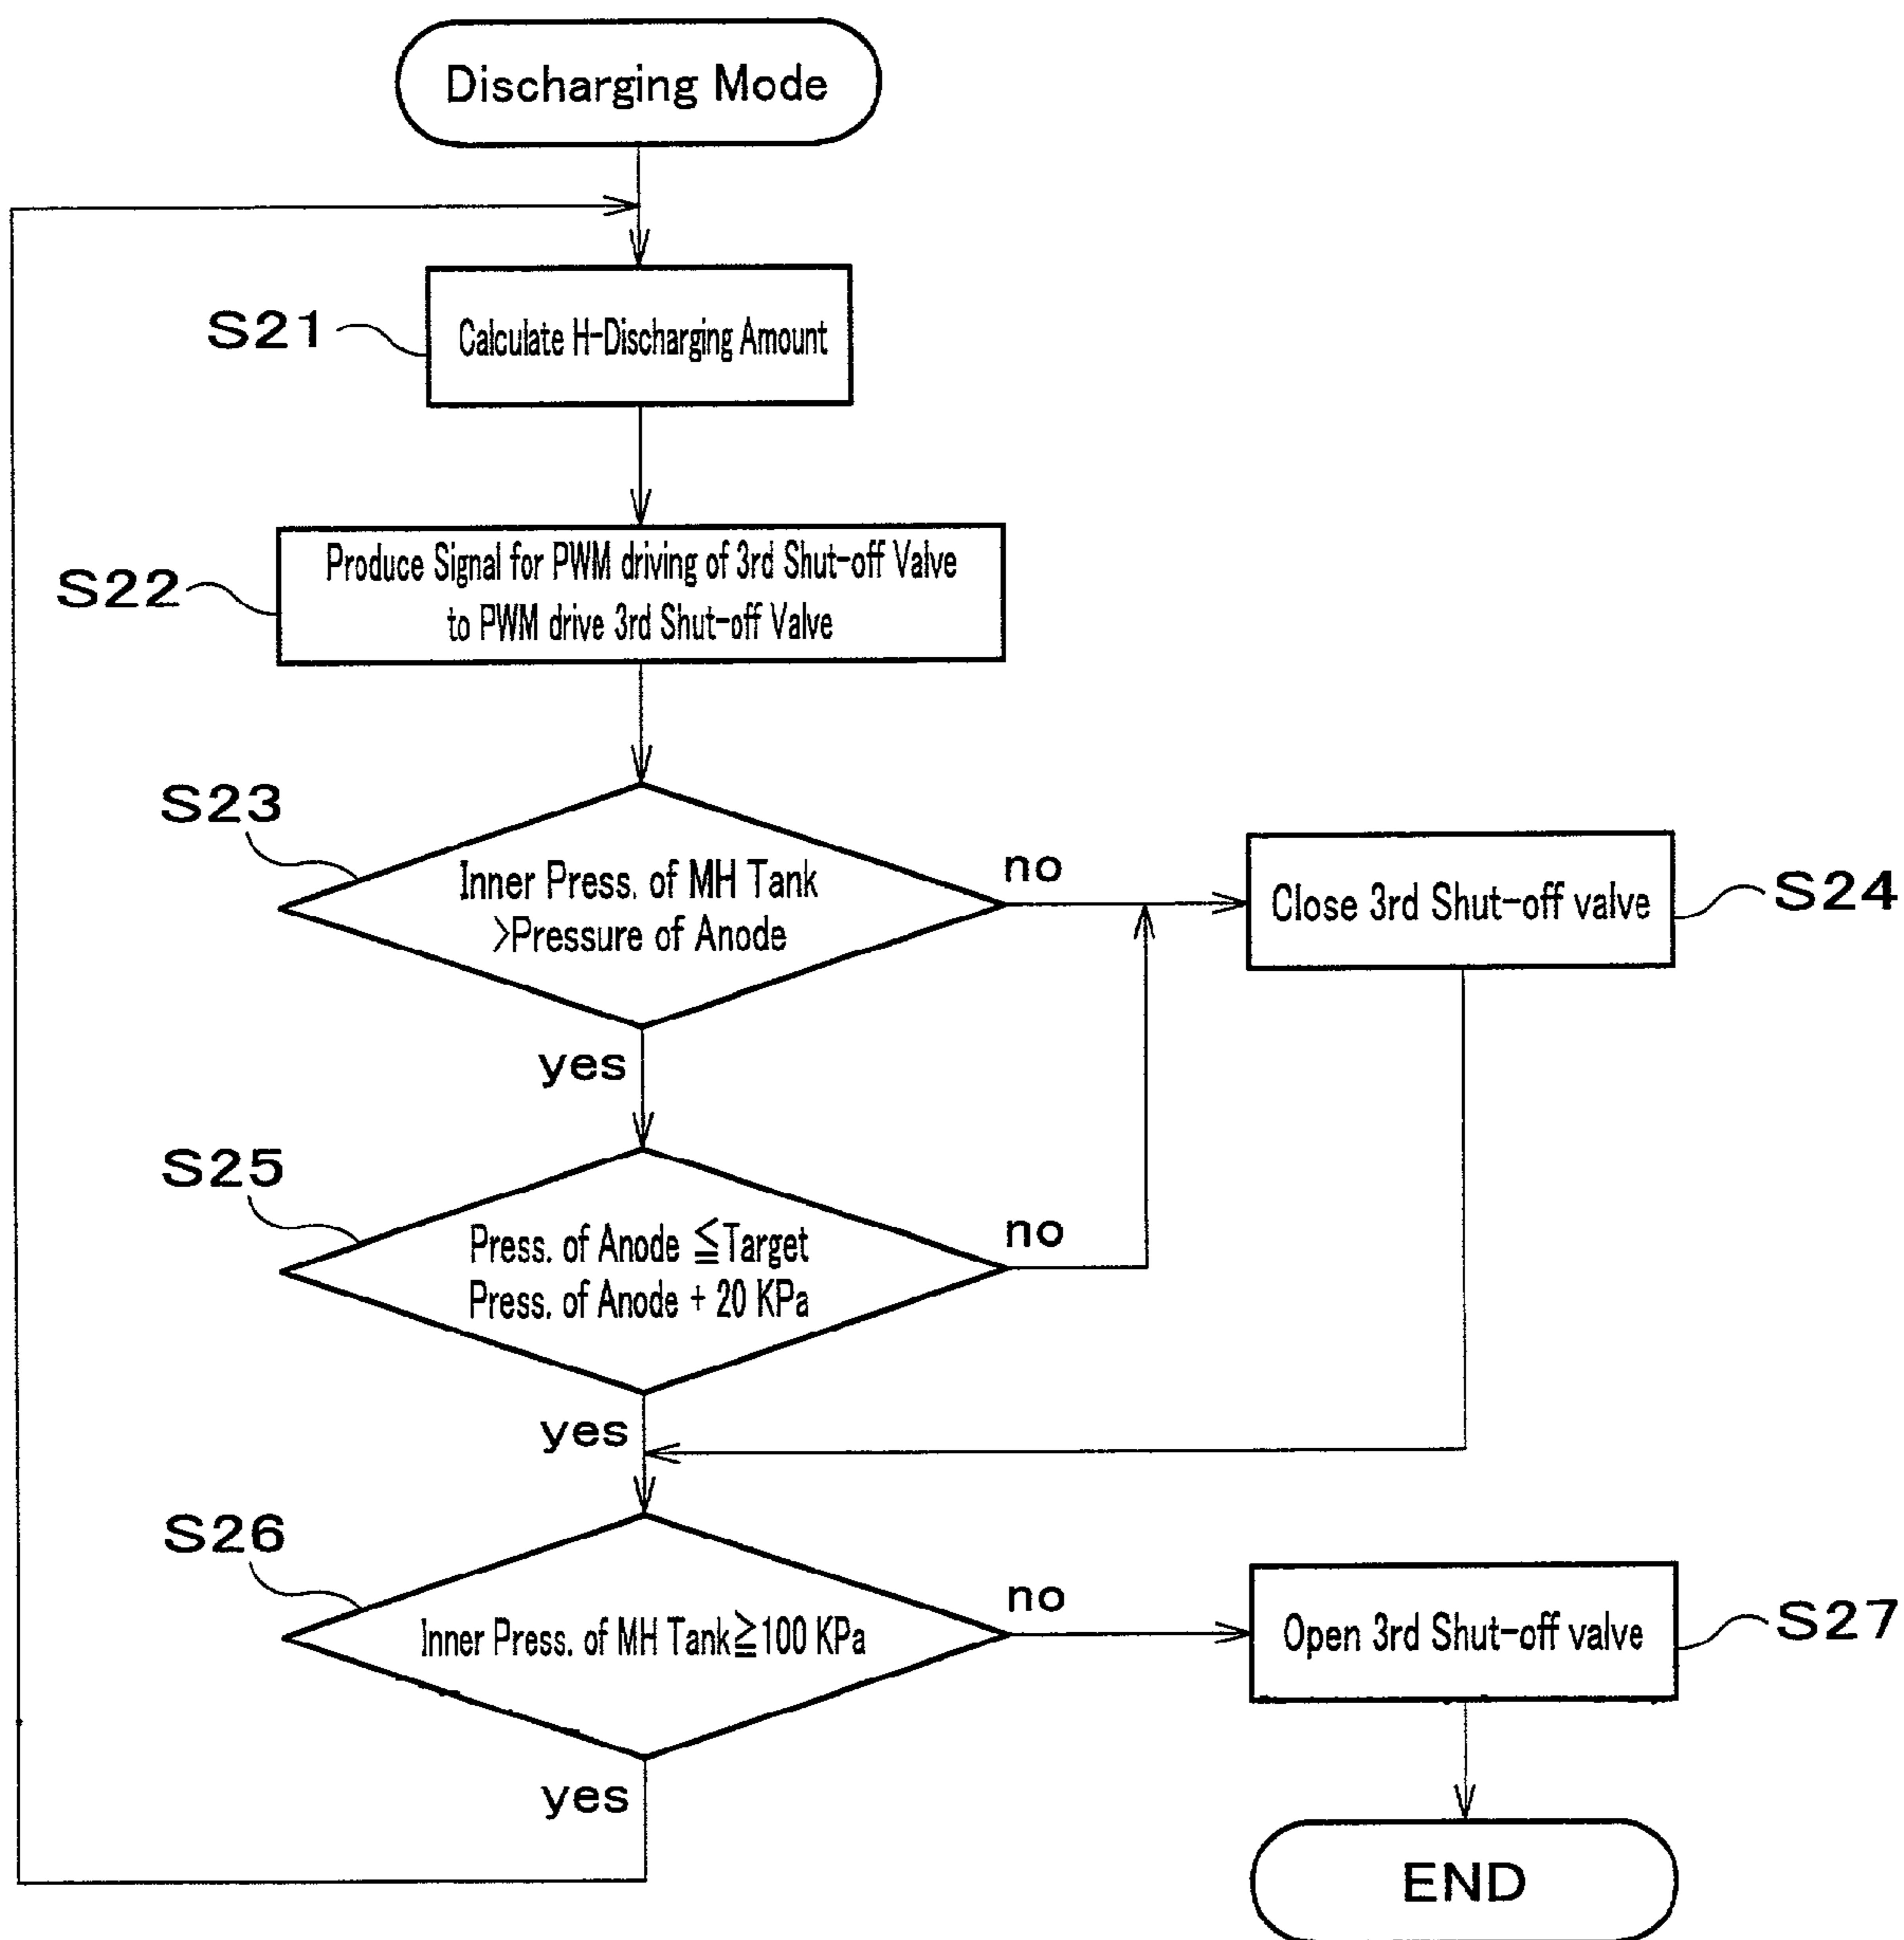 Discharging Mode
S21
Calculate H-Discharging Amount
S22
Produce Signal for PWM driving of 3rd Shut-off Valve
to PWM drive 3rd Shut-off Valve
S23
Inner Press. of MH Tank
>Pressure of Anode
no
Close 3rd Shut-off valve
S24
yes
S25
Press. of Anode ≦Target
Press. of Anode + 20 KPa
no
yes
S26
Inner Press. of MH Tank≧100 KPa
no
Open 3rd Shut-off valve
S27
yes
END